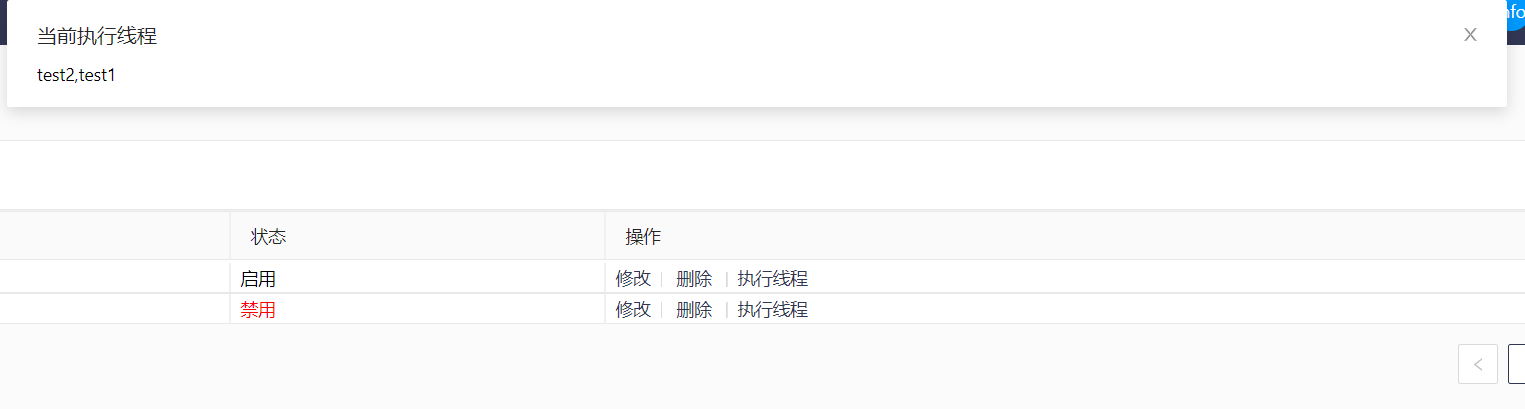 当前执行线程
test2,test1
状态 操作
启用 修改 删除 执行线程
禁用 修改 删除 执行线程